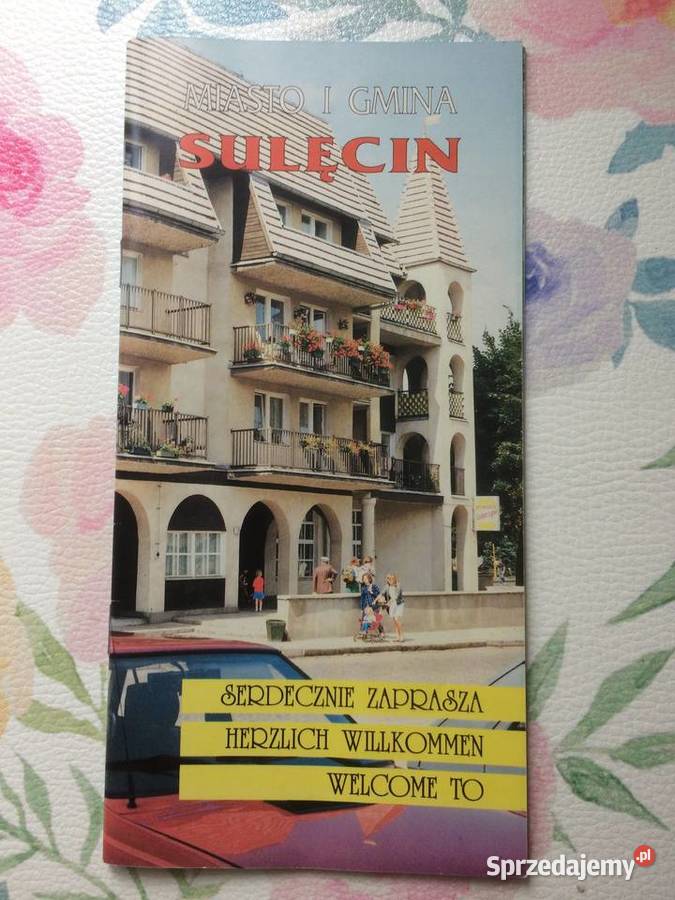 MIASTO I GMINA
SULĘCIN
SERDECZNIE ZAPRASZA
HERZLICH WILLKOMMEN
WELCOME TO
Sprzedajemy.pl